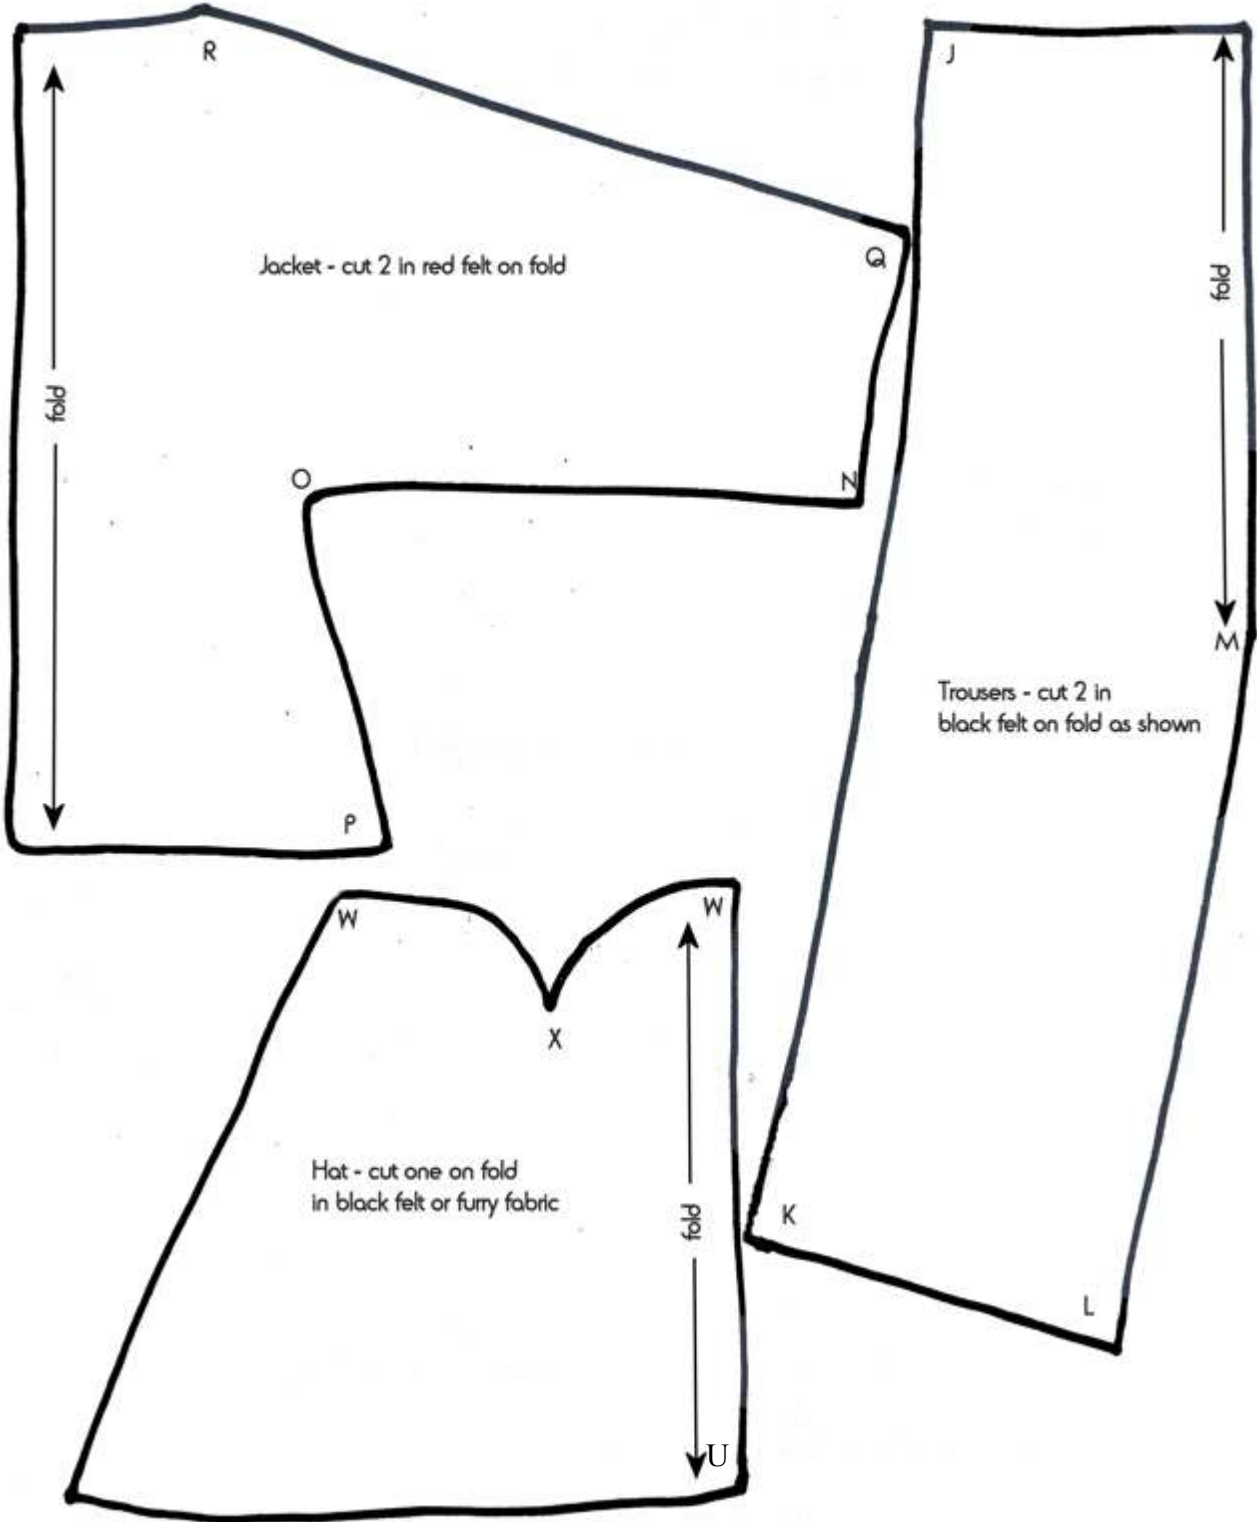 R
J
fold
Jacket - cut 2 in red felt on fold
Q
fold
O
N
M
Trousers - cut 2 in
black felt on fold as shown
P
W
W
X
Hat - cut one on fold
in black felt or furry fabric
fold
K
L
U